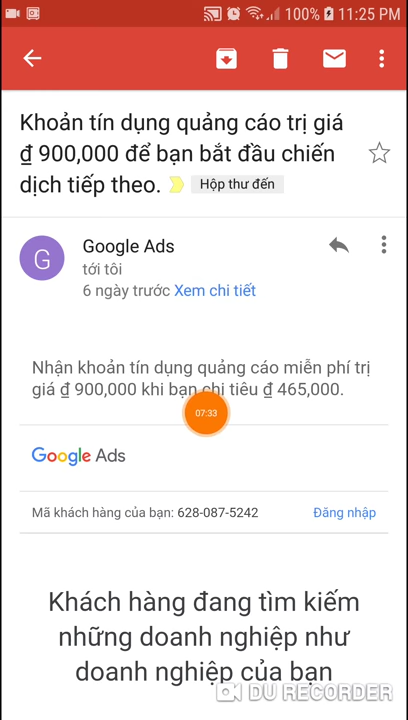 100% 11:25 PM
Khoản tín dụng quảng cáo trị giá
₫ 900,000 để bạn bắt đầu chiến
dịch tiếp theo. Hộp thư đến
G
Google Ads
tới tôi
6 ngày trước Xem chi tiết
Nhận khoản tín dụng quảng cáo miễn phí trị
giá ₫ 900,000 khi bạn chi tiêu ₫ 465,000.
07:33
Google Ads
Mã khách hàng của bạn: 628-087-5242 Đăng nhập
Khách hàng đang tìm kiếm
những doanh nghiệp như
doanh nghiệp của bạn
DU RECORDER